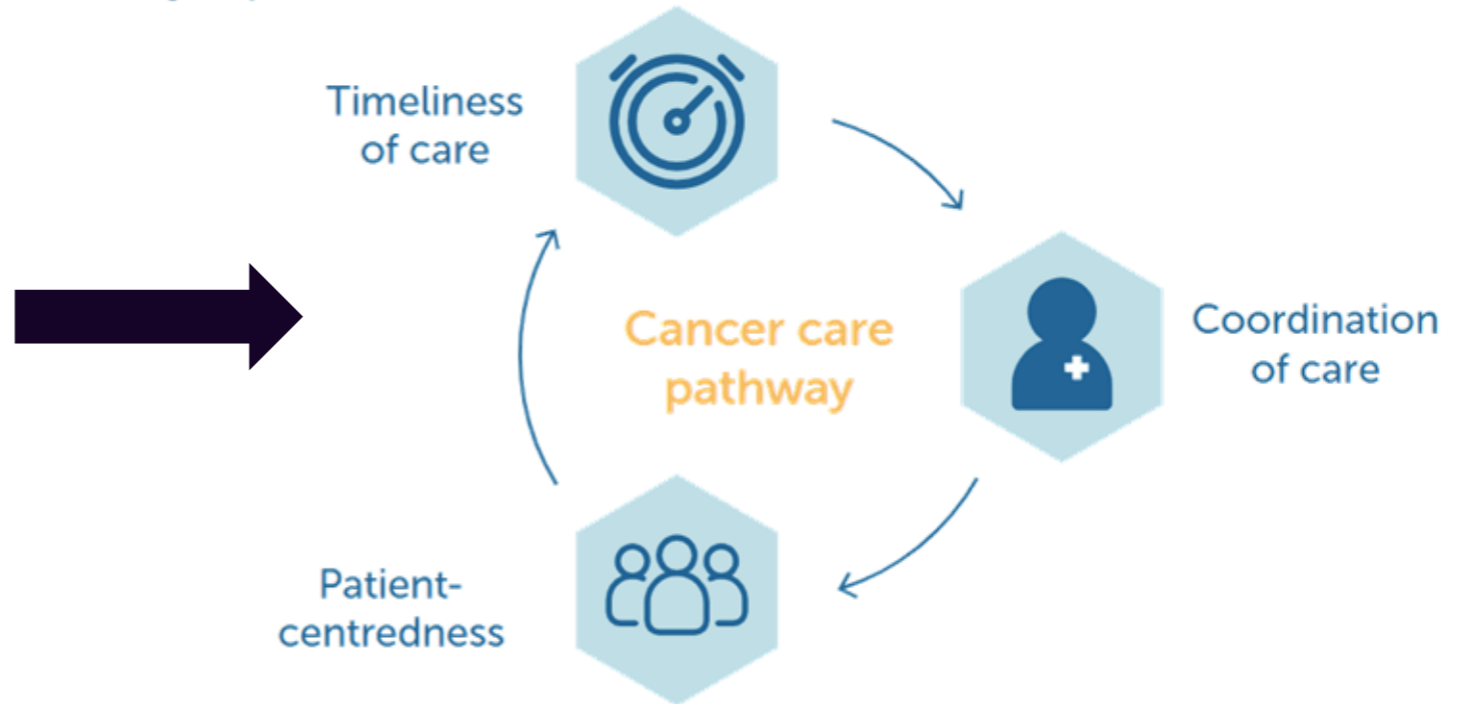 Timeliness
of care
Cancer care
pathway
Coordination
of care
Patient-
centredness